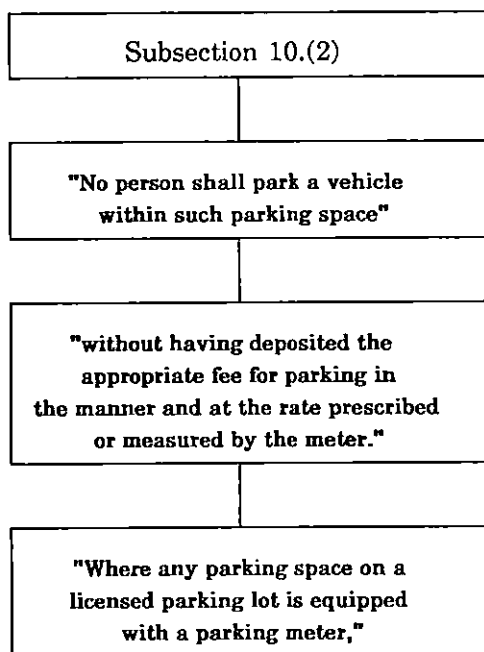 Subsection 10.(2)
"No person shall park a vehicle
within such parking space"
"without having deposited the
appropriate fee for parking in
the manner and at the rate prescribed
or measured by the meter."
"Where any parking space on a
licensed parking lot is equipped
with a parking meter,"